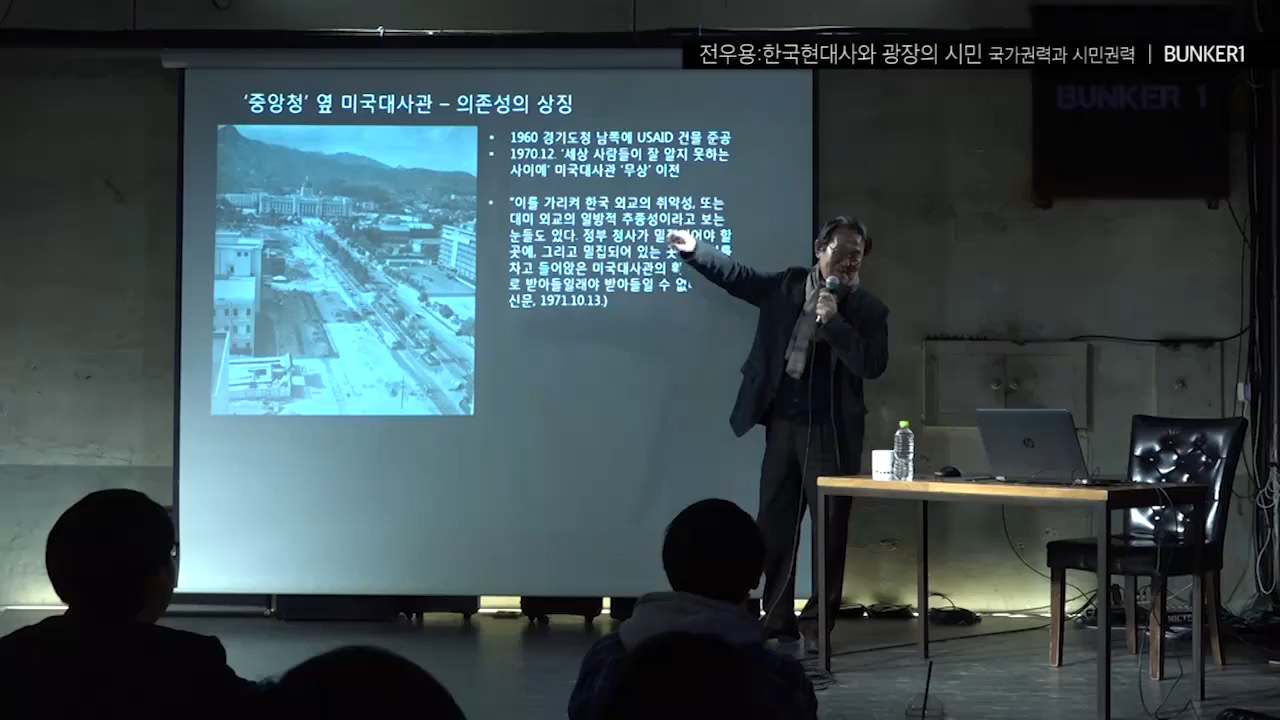 전우용:한국현대사와 광장의 시민 국가권력과 시민권력 | BUNKER1
BUNKER 1
'중앙청' 옆 미국대사관 – 의존성의 상징
• 1960 경기도청 남쪽에 USAID 건물 준공
• 1970.12. '세상 사람들이 잘 알지 못하는
사이에' 미국대사관 '무상' 이전
• "이를 가리켜 한국 외교의 취약성, 또는
대미 외교의 일방적 추종성이라고 보는
눈들도 있다. 정부 청사가 밀집되어야 할
곳에, 그리고 밀집되어 있는
차고 들어앉은 미국대사관의
로 받아들일래야 받아들일 수
신문, 1971.10.13.)
hp